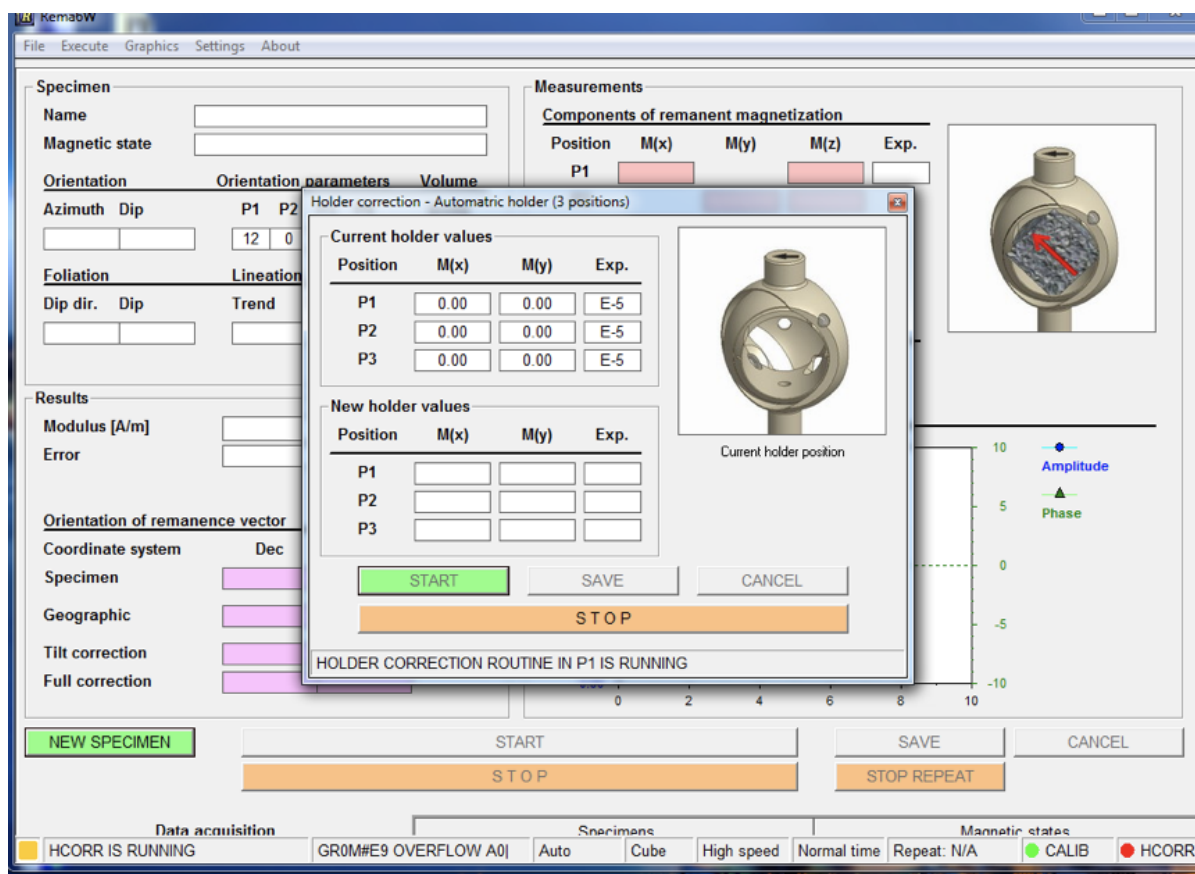 Remab W
File Execute Graphics Settings About
Specimen
Name
Magnetic state
Orientation Orientation parameters Volume
Azimuth Dip P1 P2
12 0
Foliation Lineation
Dip dir. Dip Trend
Measurements
Components of remanent magnetization
Position M(x) M(y) M(z) Exp.
P1
Holder correction - Automatric holder (3 positions)
Current holder values
Position M(x) M(y) Exp.
P1 0.00 0.00 E-5
P2 0.00 0.00 E-5
P3 0.00 0.00 E-5
New holder values
Position M(x) M(y) Exp.
P1
P2
P3
Current holder position
START SAVE CANCEL
STOP
HOLDER CORRECTION ROUTINE IN P1 IS RUNNING
Results
Modulus [A/m]
Error
Orientation of remanence vector
Coordinate system Dec
Specimen
Geographic
Tilt correction
Full correction
10
5
0
-5
-10
Amplitude
Phase
0 2 4 6 8 10
NEW SPECIMEN START SAVE CANCEL
STOP STOP REPEAT
Data acquisition Specimens Magnetic states
HCORR IS RUNNING GR0M#E9 OVERFLOW A0| Auto Cube High speed Normal time Repeat: N/A CALIB HCORR